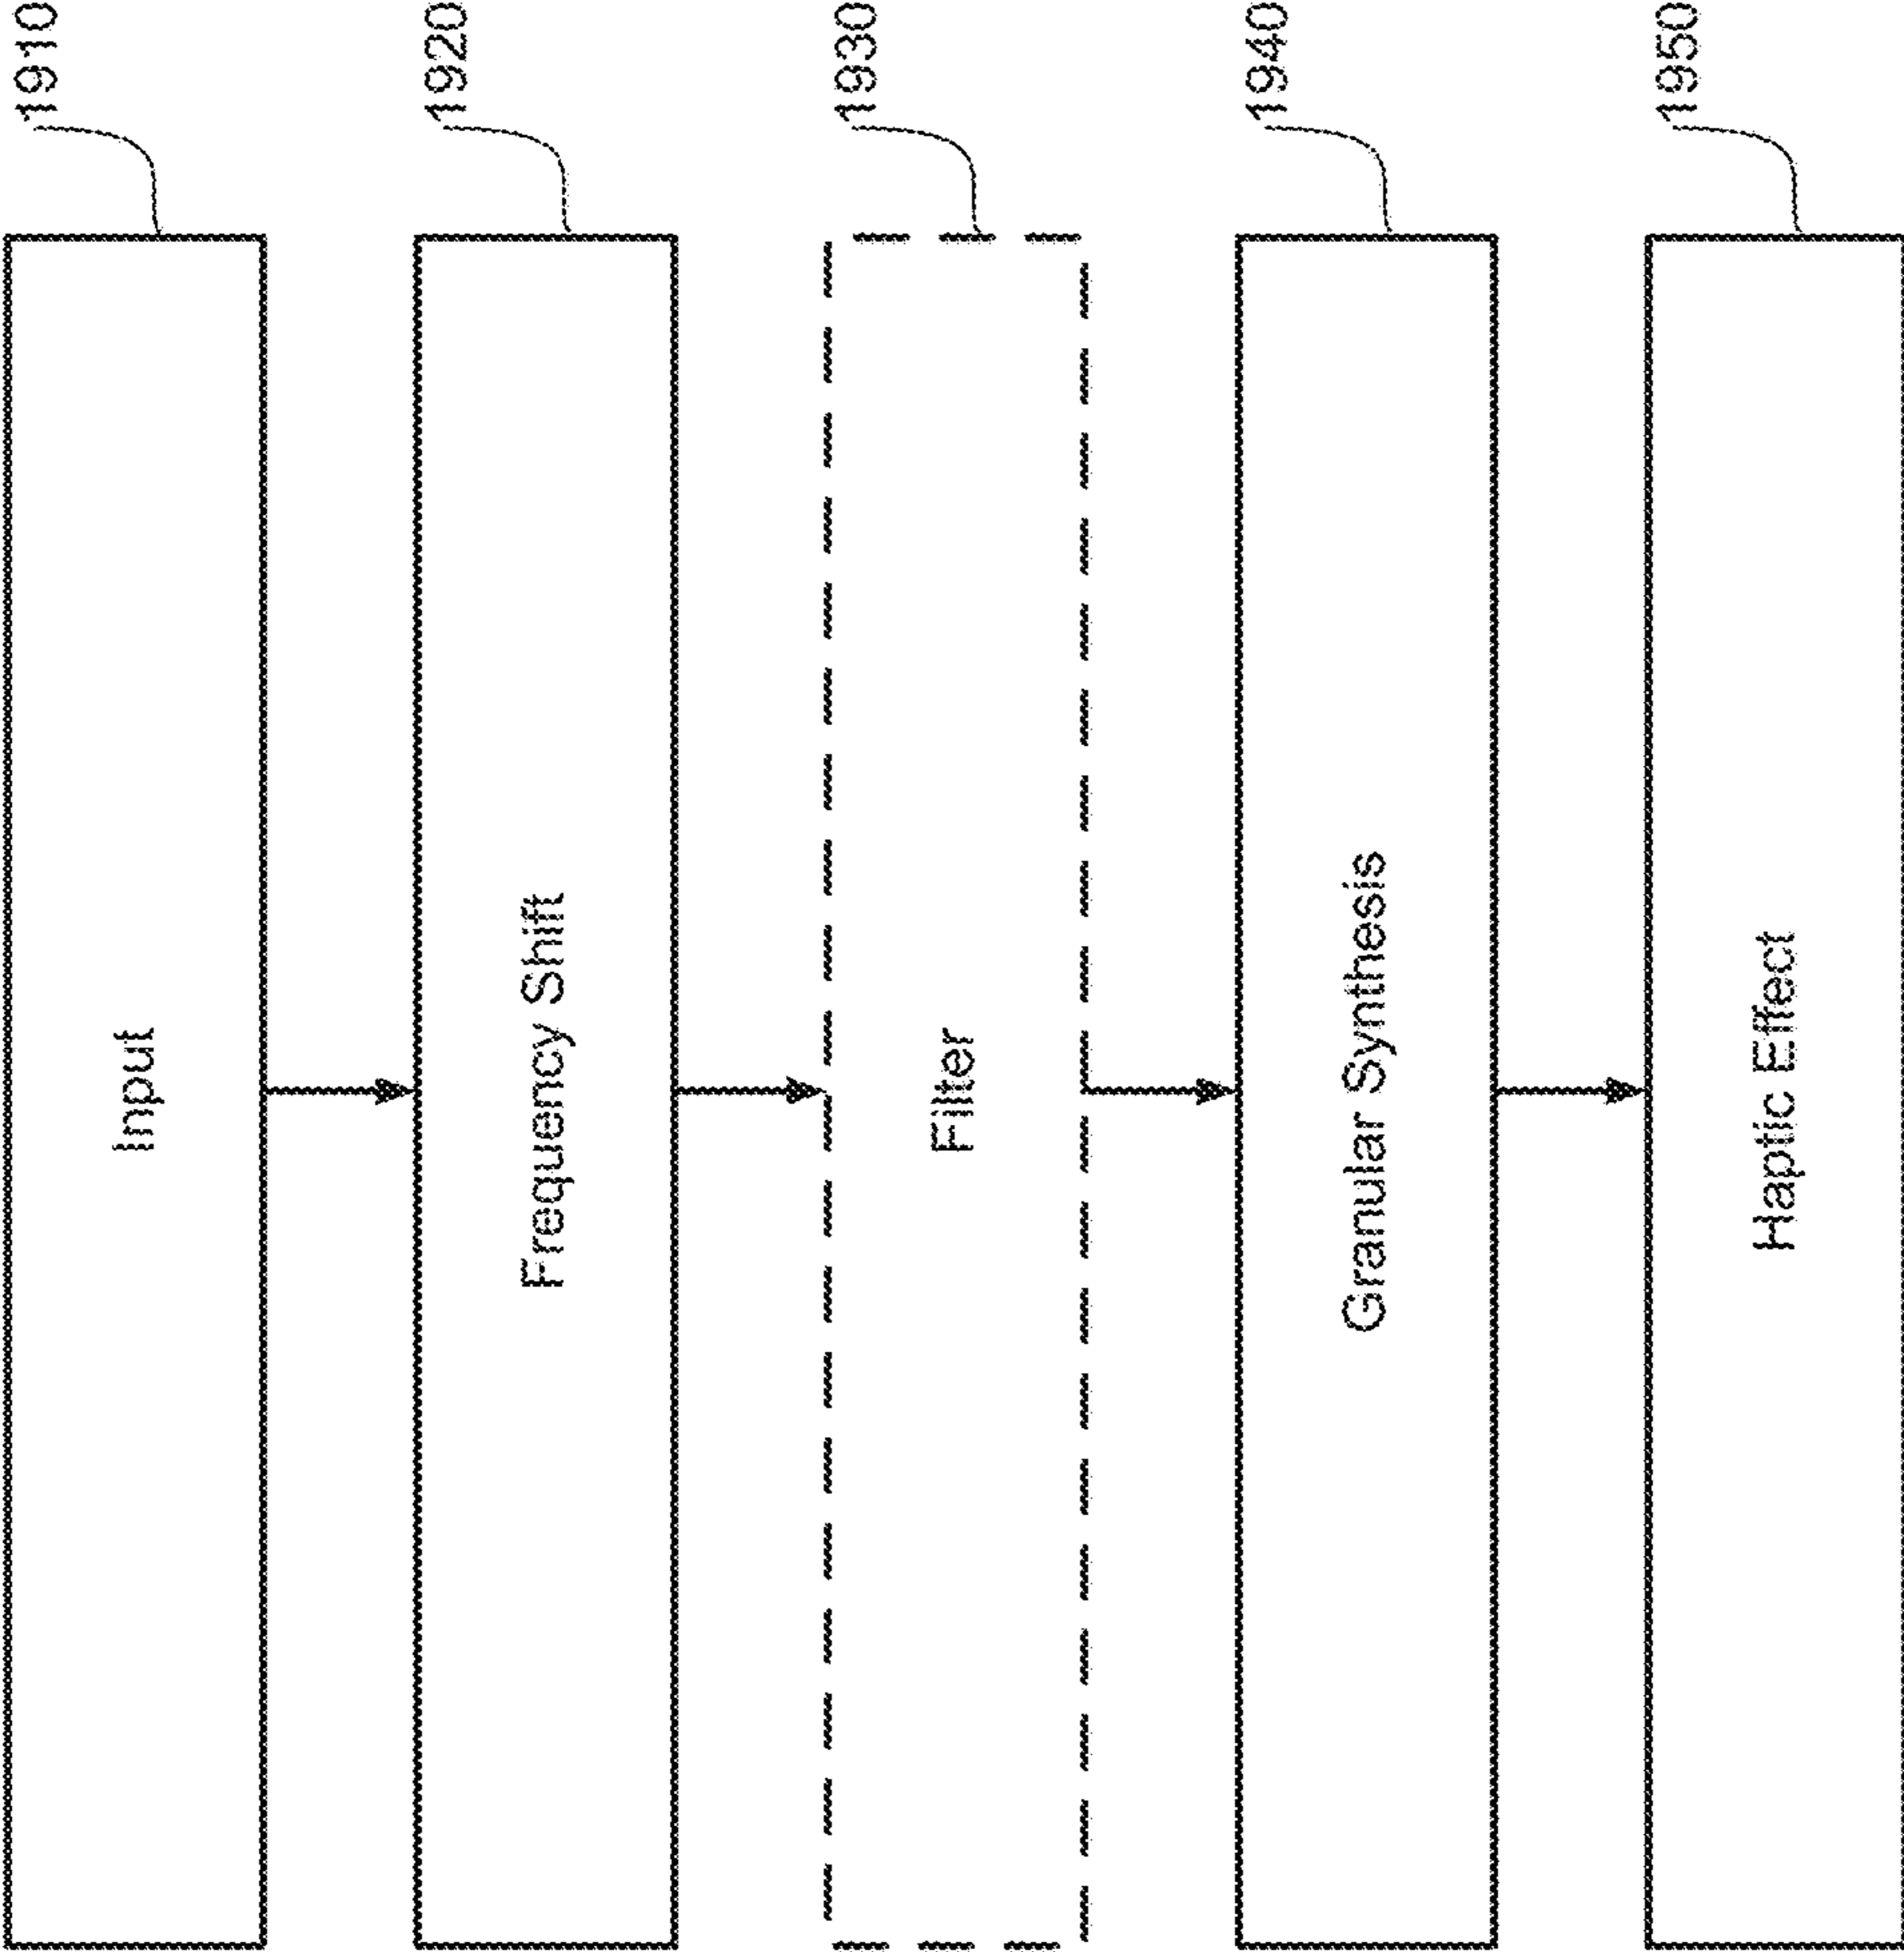 Input
1910
Frequency Shift
1920
Filter
1930
Granular Synthesis
1940
Haptic Effect
1950